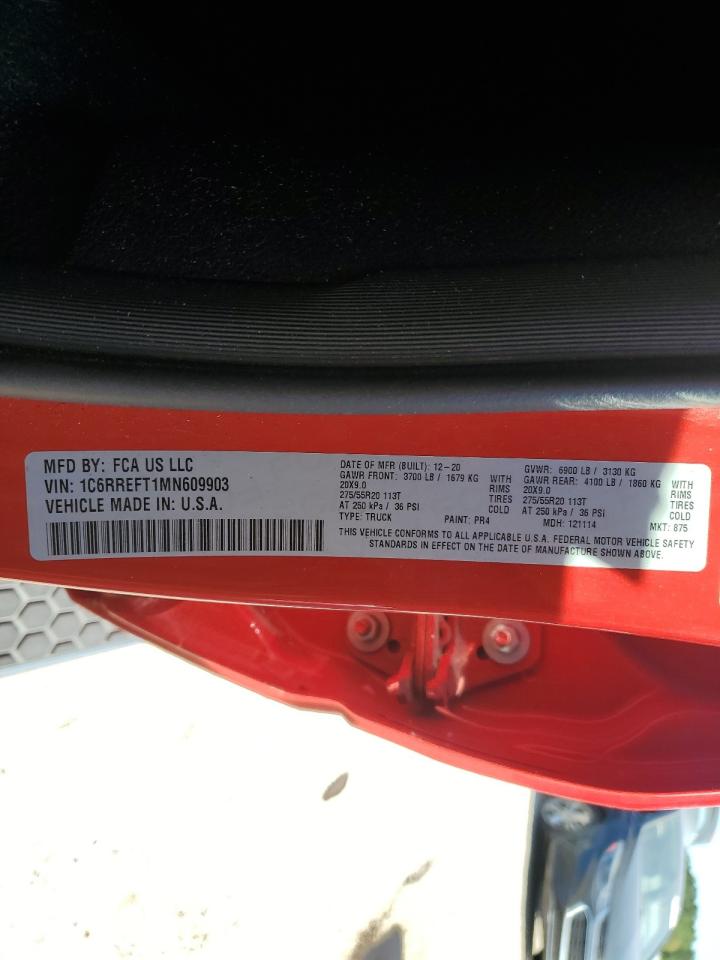 MFD BY: FCA US LLC
VIN: 1C6RREFT1MN609903
VEHICLE MADE IN: U.S.A.
DATE OF MFR (BUILT): 12-20
GAWR FRONT: 3700 LB / 1679 KG WITH
20X9.0 RIMS
275/55R20 113T TIRES
AT 250 kPa / 36 PSI COLD
TYPE: TRUCK PAINT: PR4
GVWR: 6900 LB / 3130 KG
GAWR REAR: 4100 LB / 1860 KG WITH
20X9.0 RIMS
275/55R20 113T TIRES
AT 250 kPa / 36 PSI COLD
MDH: 121114 MKT: 875
THIS VEHICLE CONFORMS TO ALL APPLICABLE U.S.A. FEDERAL MOTOR VEHICLE SAFETY
STANDARDS IN EFFECT ON THE DATE OF MANUFACTURE SHOWN ABOVE.